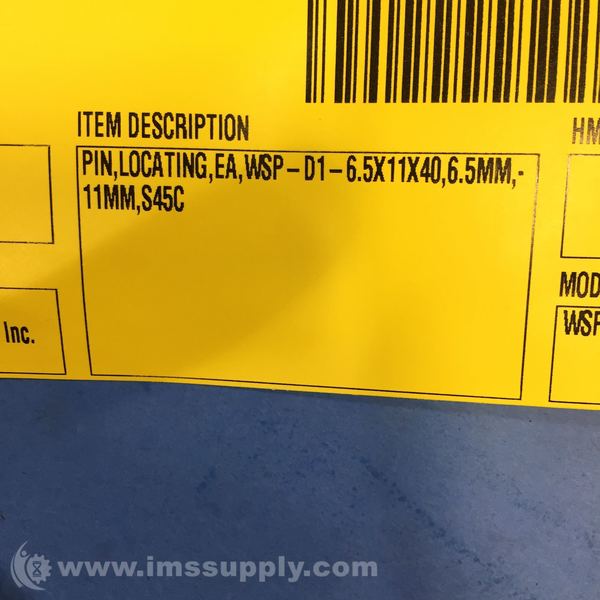 ITEM DESCRIPTION
HM
PIN,LOCATING,EA,WSP-D1-6.5X11X40,6.5MM,-
11MM,S45C
MOD
Inc.
WSP
www.imssupply.com